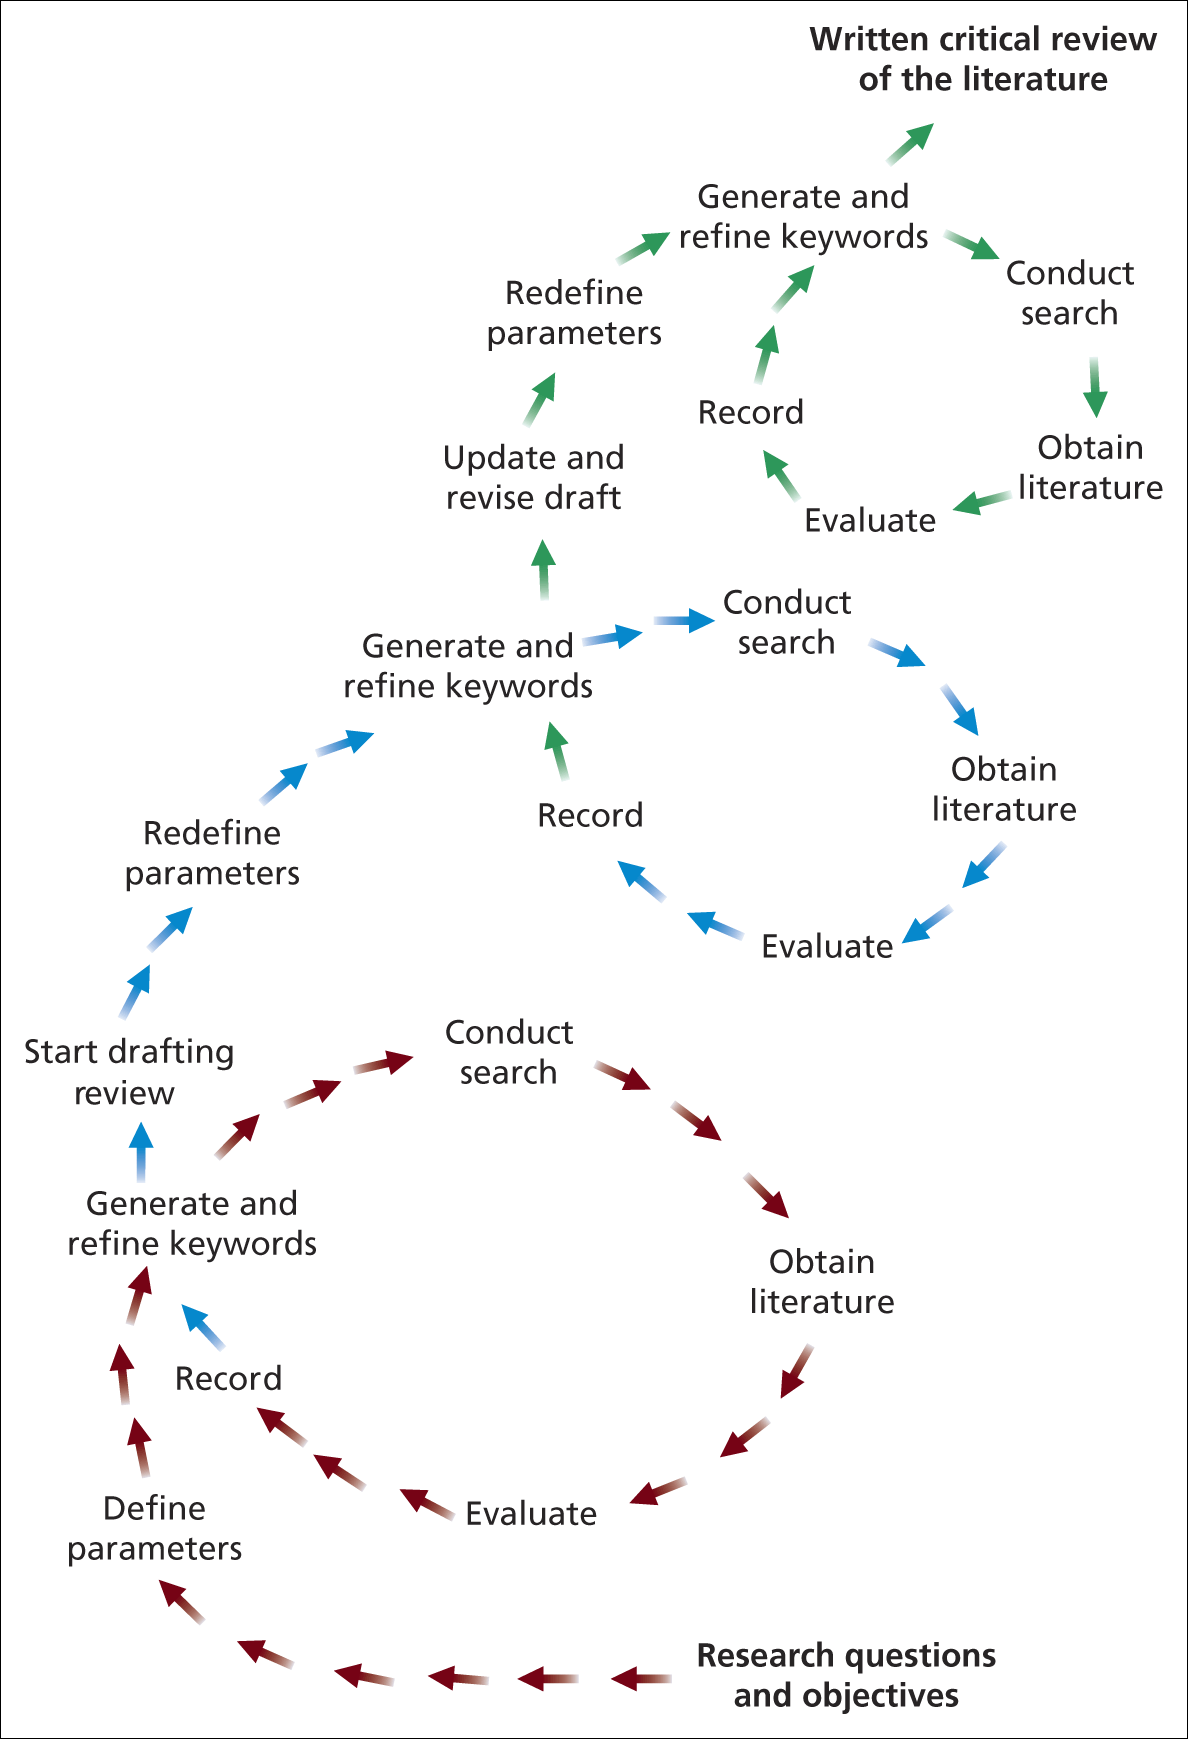 Written critical review
of the literature
Generate and
refine keywords
Conduct
search
Redefine
parameters
Record
Obtain
literature
Update and
revise draft
Evaluate
Conduct
search
Generate and
refine keywords
Obtain
literature
Record
Redefine
parameters
Evaluate
Conduct
search
Start drafting
review
Generate and
refine keywords
Obtain
literature
Record
Evaluate
Define
parameters
Research questions
and objectives